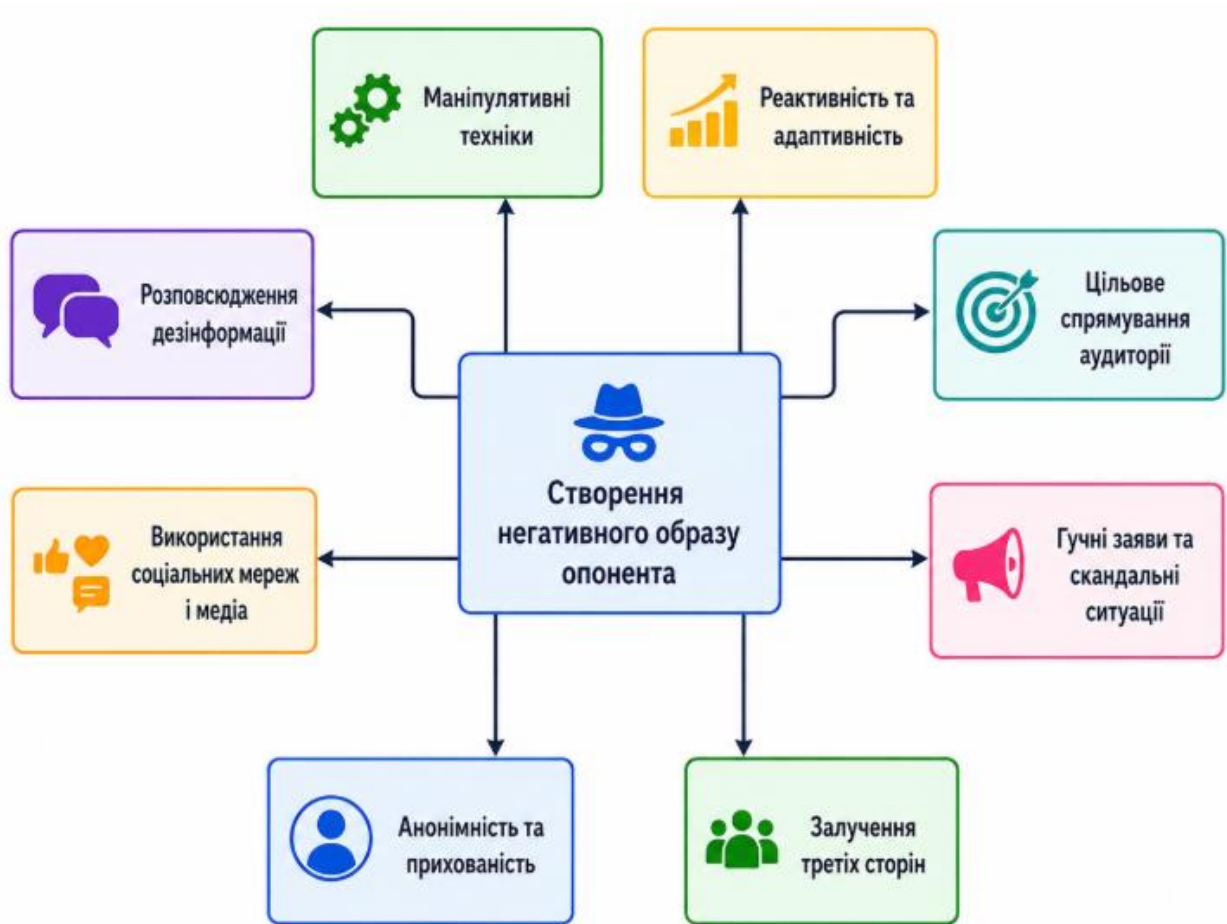 Маніпулятивні
техніки
Реактивність та
адаптивність
Розповсюдження
дезінформації
Цільове
спрямування
аудиторії
Створення
негативного образу
опонента
Використання
соціальних мереж
і медіа
Гучні заяви та
скандальні
ситуації
Анонімність та
прихованість
Залучення
третіх сторін